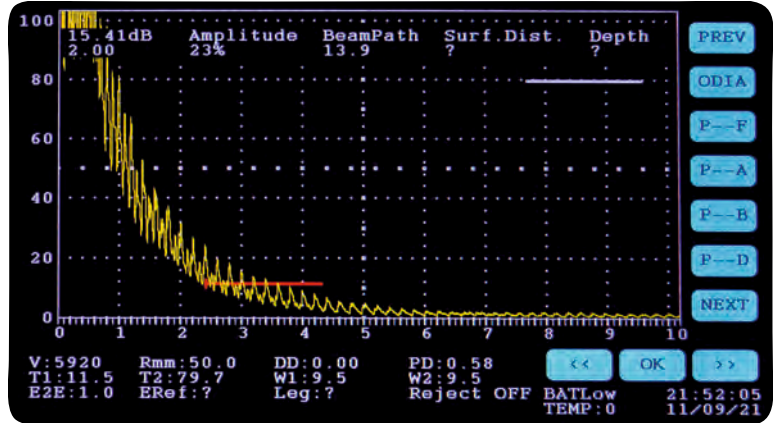 100
15.41dB Amplitude BeamPath Surf.Dist. Depth
2.00 23% 13.9 ? ?
80
60
40
20
0
0 1 2 3 4 5 6 7 8 9 10
PREV
ODIA
P--F
P--A
P--B
P--D
NEXT
<< OK >>
V:5920 Rmm:50.0 DD:0.00 PD:0.58
T1:11.5 T2:79.7 W1:9.5 W2:9.5
E2E:1.0 ERef:? Leg:? Reject OFF BATLow 21:52:05
TEMP:0 11/09/21